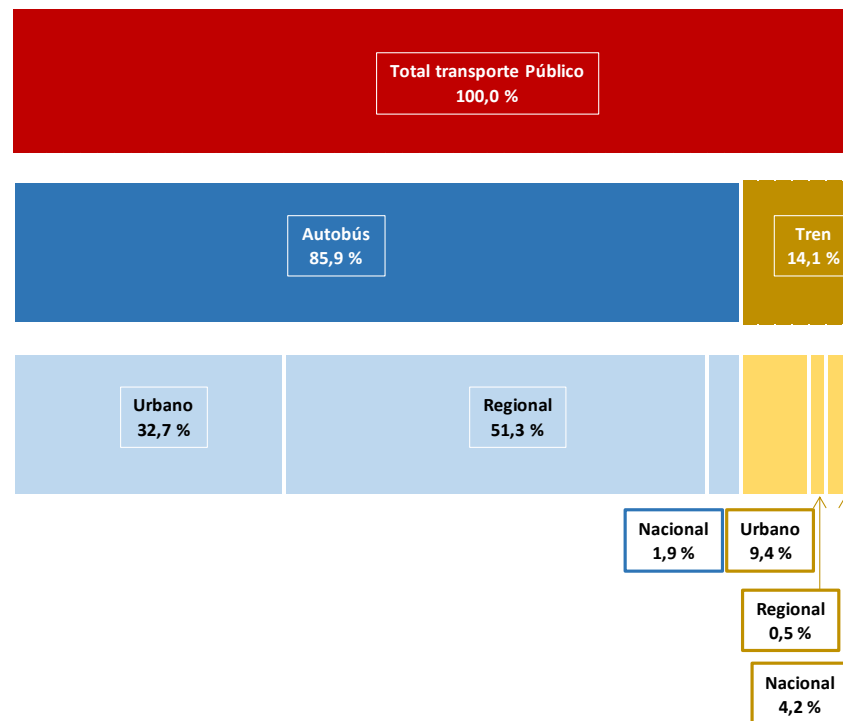 Total transporte Público
100,0 %
Autobús
85,9 %
Tren
14,1 %
Urbano
32,7 %
Regional
51,3 %
Nacional
1,9 %
Urbano
9,4 %
Regional
0,5 %
Nacional
4,2 %